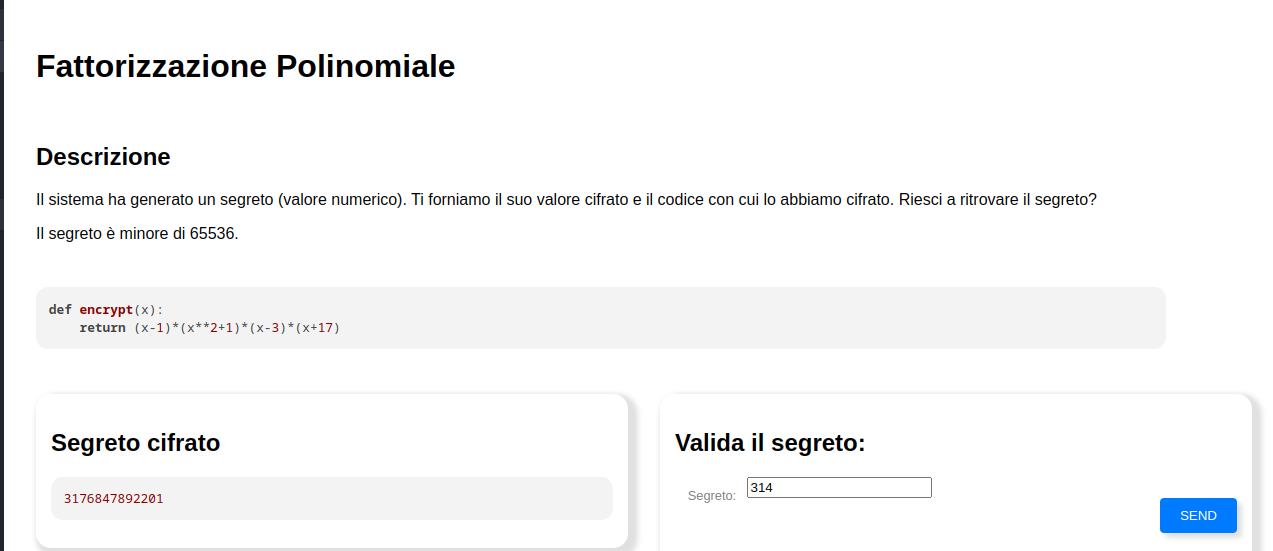 Fattorizzazione Polinomiale
Descrizione
Il sistema ha generato un segreto (valore numerico). Ti forniamo il suo valore cifrato e il codice con cui lo abbiamo cifrato. Riesci a ritrovare il segreto?
Il segreto è minore di 65536.
def encrypt(x):
    return (x-1)*(x**2+1)*(x-3)*(x+17)
Segreto cifrato
3176847892201
Valida il segreto:
Segreto: 314
SEND